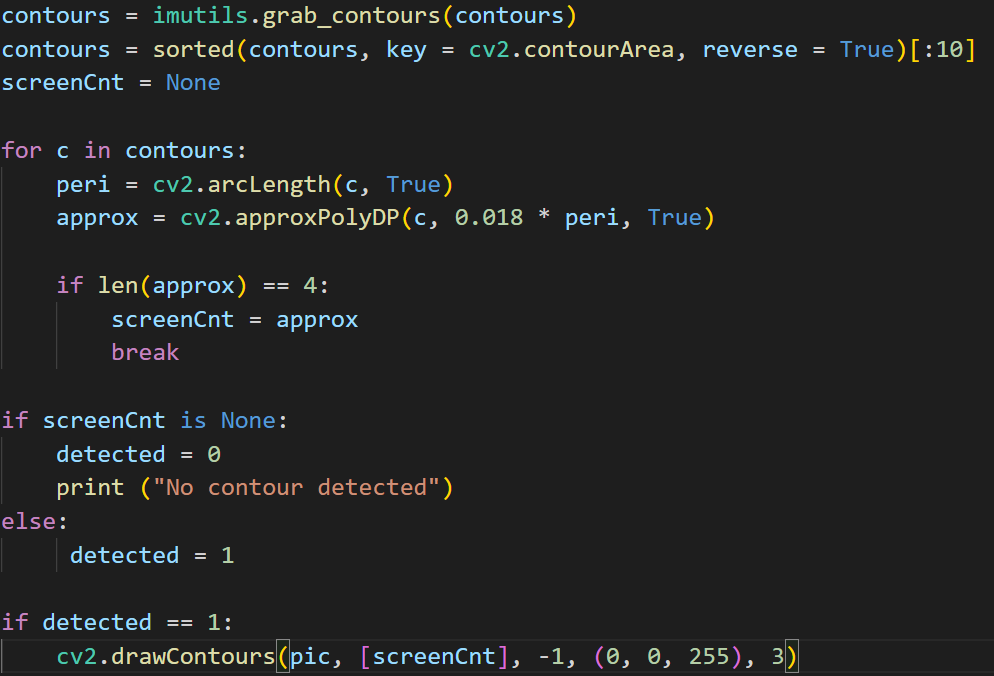 contours = imutils.grab_contours(contours)
contours = sorted(contours, key = cv2.contourArea, reverse = True)[:10]
screenCnt = None

for c in contours:
    peri = cv2.arcLength(c, True)
    approx = cv2.approxPolyDP(c, 0.018 * peri, True)

    if len(approx) == 4:
        screenCnt = approx
        break

if screenCnt is None:
    detected = 0
    print ("No contour detected")
else:
     detected = 1

if detected == 1:
    cv2.drawContours(pic, [screenCnt], -1, (0, 0, 255), 3)